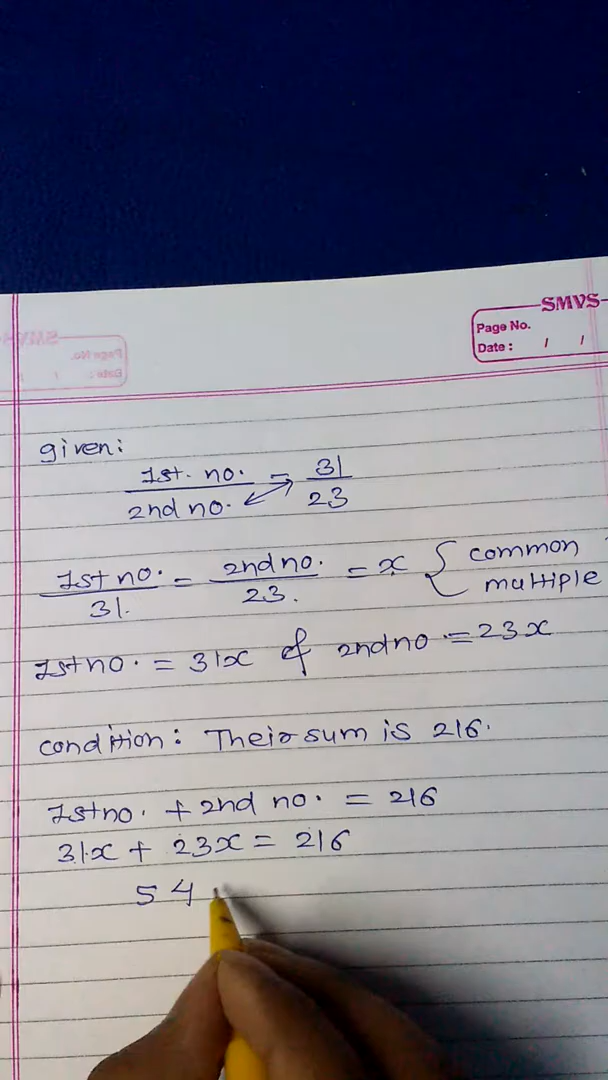 SMVS
Page No.
Date : / /
given:
1st. no. = 31
2nd no. 23
1st no. = 2nd no. = x { common
31. 23. multiple
1st no. = 31x & 2nd no = 23x
condition: Their sum is 216.
1st no. + 2nd no. = 216
31x + 23x = 216
54